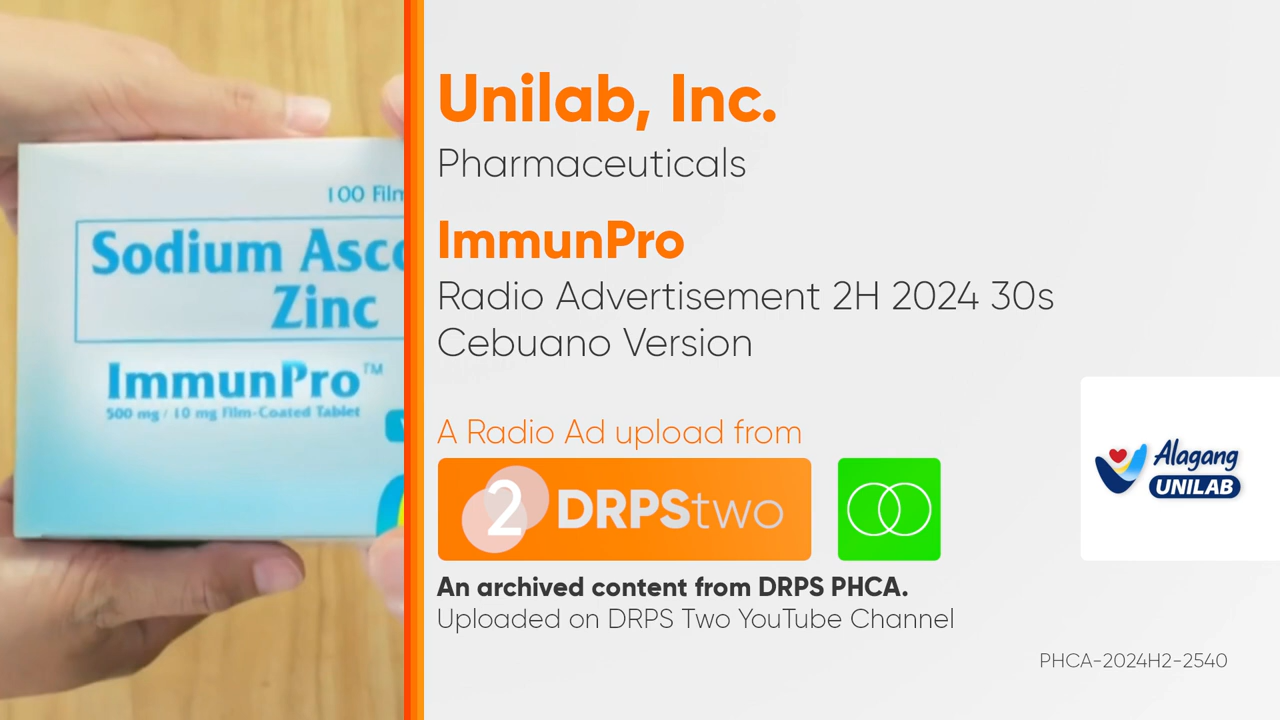 100 Film
Sodium Asco
Zinc
ImmunPro™
500 mg / 10 mg Film-Coated Tablet
Unilab, Inc.
Pharmaceuticals
ImmunPro
Radio Advertisement 2H 2024 30s
Cebuano Version
A Radio Ad upload from
2 DRPStwo
Alagang
UNILAB
An archived content from DRPS PHCA.
Uploaded on DRPS Two YouTube Channel
PHCA-2024H2-2540